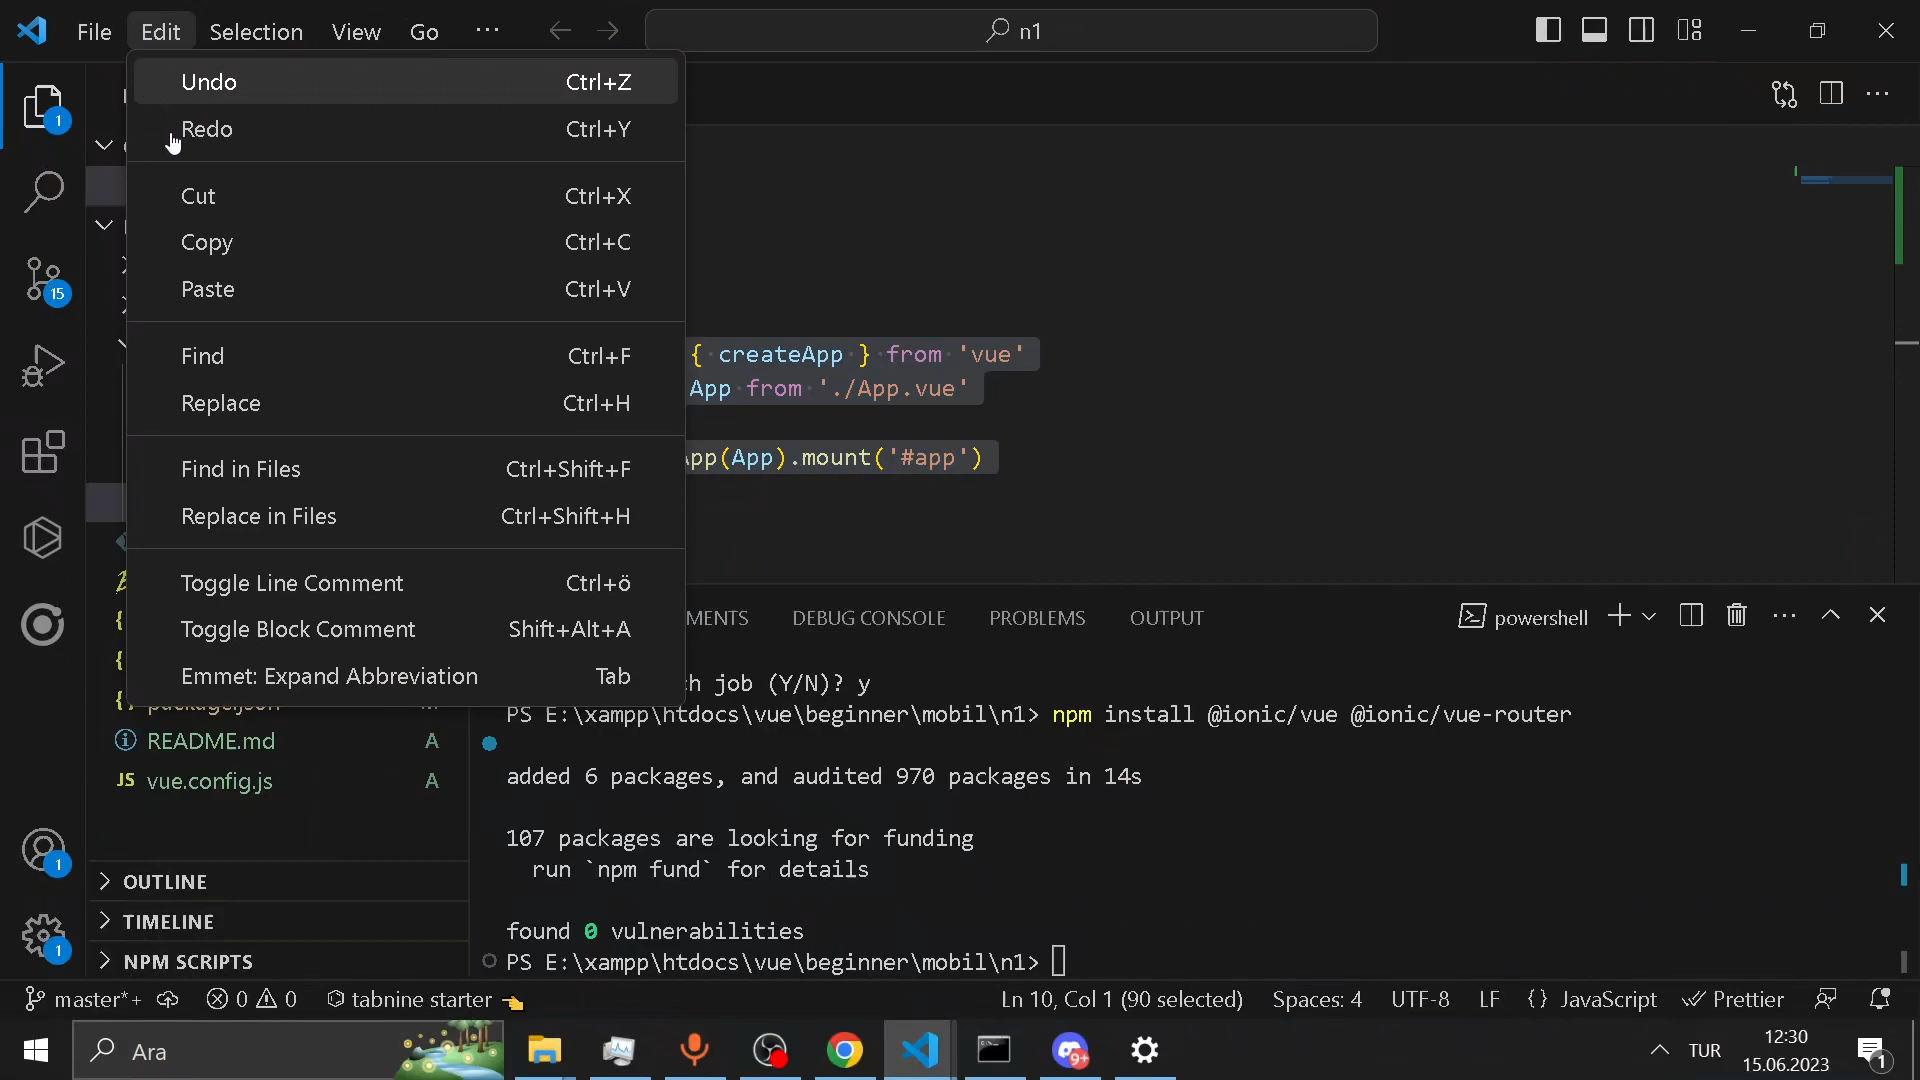 File Edit Selection View Go ··· n1
Undo Ctrl+Z
Redo Ctrl+Y
Cut Ctrl+X
Copy Ctrl+C
Paste Ctrl+V
Find Ctrl+F
Replace Ctrl+H
Find in Files Ctrl+Shift+F
Replace in Files Ctrl+Shift+H
Toggle Line Comment Ctrl+ö
Toggle Block Comment Shift+Alt+A
Emmet: Expand Abbreviation Tab
1
15
{ createApp } from 'vue'
App from './App.vue'
pp(App).mount('#app')
MENTS DEBUG CONSOLE PROBLEMS OUTPUT powershell
h job (Y/N)? y
PS E:\xampp\htdocs\vue\beginner\mobil\n1> npm install @ionic/vue @ionic/vue-router
added 6 packages, and audited 970 packages in 14s
107 packages are looking for funding
run `npm fund` for details
found 0 vulnerabilities
PS E:\xampp\htdocs\vue\beginner\mobil\n1>
README.md A
JS vue.config.js A
OUTLINE
TIMELINE
NPM SCRIPTS
1
1
master*+ 0 0 tabnine starter Ln 10, Col 1 (90 selected) Spaces: 4 UTF-8 LF {} JavaScript Prettier
Ara 9+ TUR 12:30
15.06.2023 1